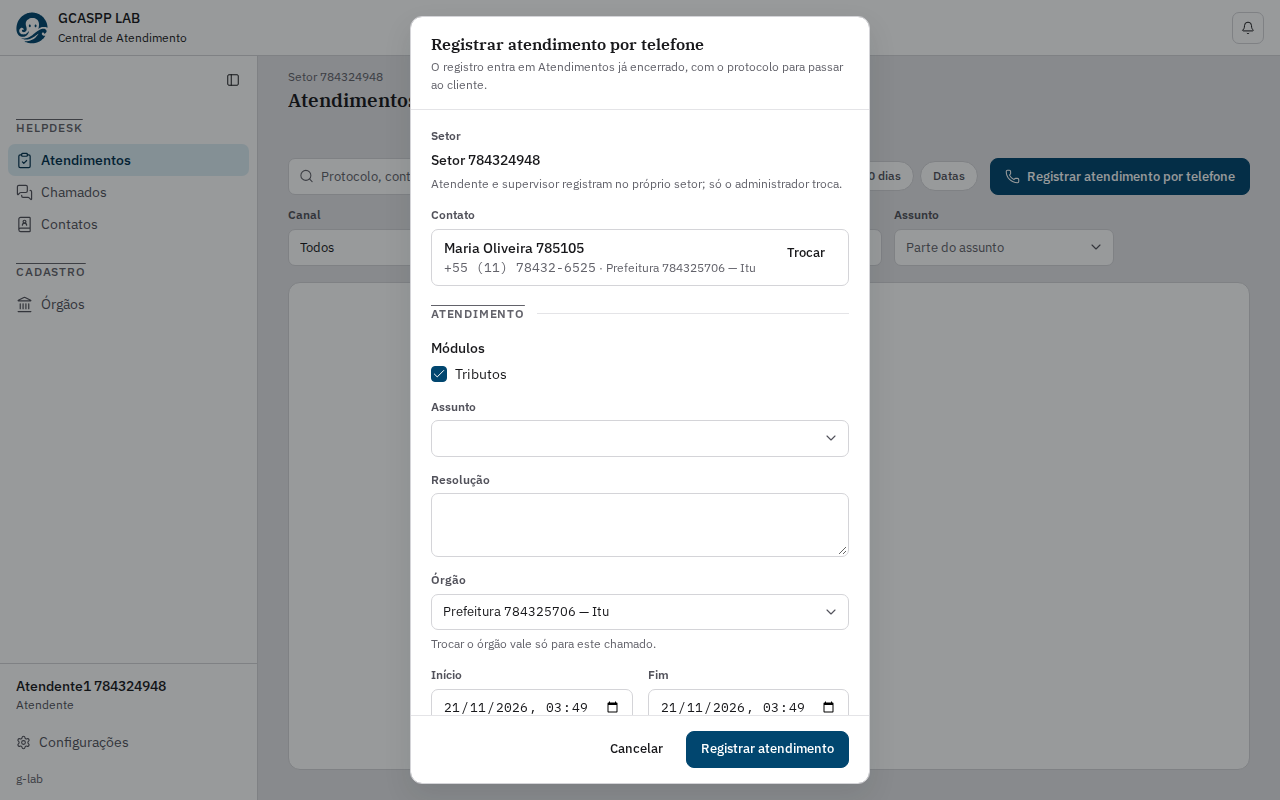 GCASPP LAB
Central de Atendimento
HELPDESK
Atendimentos
Chamados
Contatos
CADASTRO
Órgãos
Atendente1 784324948
Atendente
Configurações
g-lab
Setor 784324948
Atendimentos
Protocolo, cont
0 dias
Datas
Registrar atendimento por telefone
Canal
Todos
Assunto
Parte do assunto
Registrar atendimento por telefone
O registro entra em Atendimentos já encerrado, com o protocolo para passar
ao cliente.
Setor
Setor 784324948
Atendente e supervisor registram no próprio setor; só o administrador troca.
Contato
Maria Oliveira 785105
+55 (11) 78432-6525 · Prefeitura 784325706 — Itu
Trocar
ATENDIMENTO
Módulos
Tributos
Assunto
Resolução
Órgão
Prefeitura 784325706 — Itu
Trocar o órgão vale só para este chamado.
Início
Fim
21/11/2026, 03:49
21/11/2026, 03:49
Cancelar
Registrar atendimento